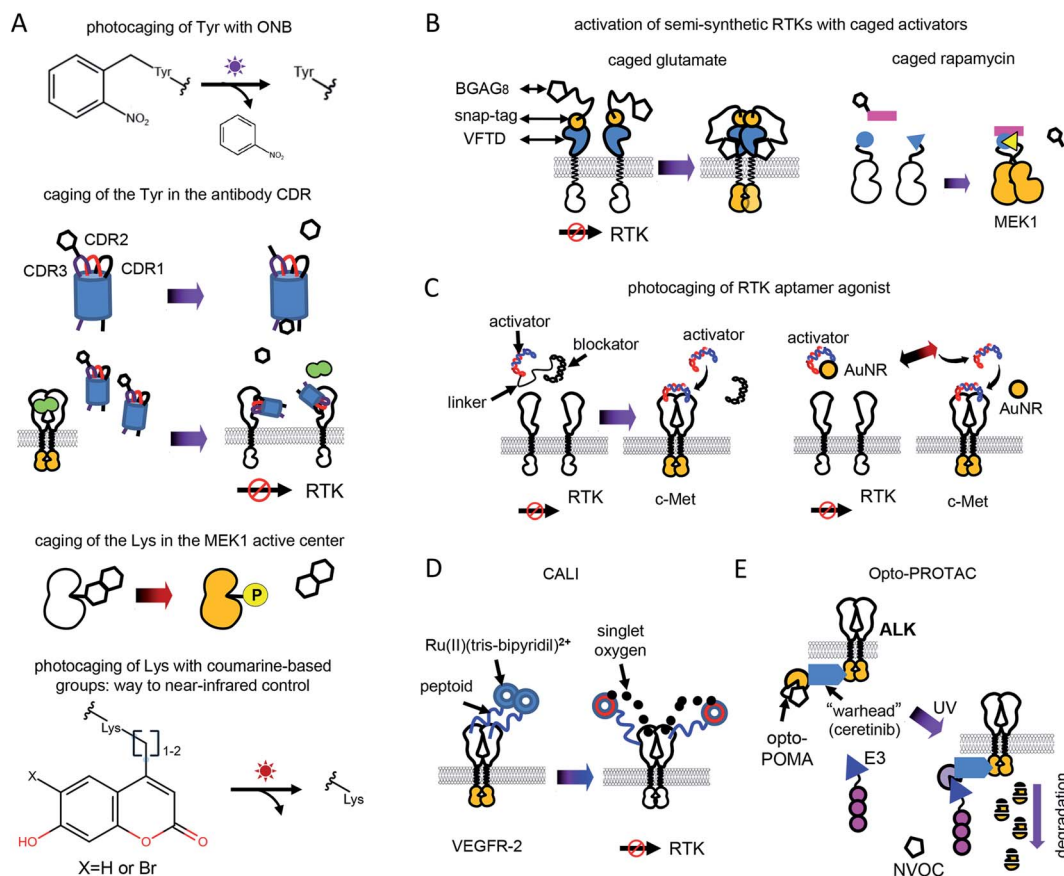 A
photocaging of Tyr with ONB
Tyr
NO₂
Tyr
NO₂
caging of the Tyr in the antibody CDR
CDR2
CDR3
CDR1
RTK
caging of the Lys in the MEK1 active center
P
photocaging of Lys with coumarine-based
groups: way to near-infrared control
Lys
1-2
X
HO
O
O
Lys
X=H or Br
B
activation of semi-synthetic RTKs with caged activators
caged glutamate
caged rapamycin
BGAG₈
snap-tag
VFTD
RTK
MEK1
C
photocaging of RTK aptamer agonist
activator
blockator
linker
activator
RTK
c-Met
activator
AuNR
AuNR
RTK
c-Met
D
CALI
Ru(II)(tris-bipyridil)²⁺
singlet
oxygen
peptoid
VEGFR-2
RTK
E
Opto-PROTAC
ALK
"warhead"
(ceretinib)
UV
opto-
POMA
E3
NVOC
degradation